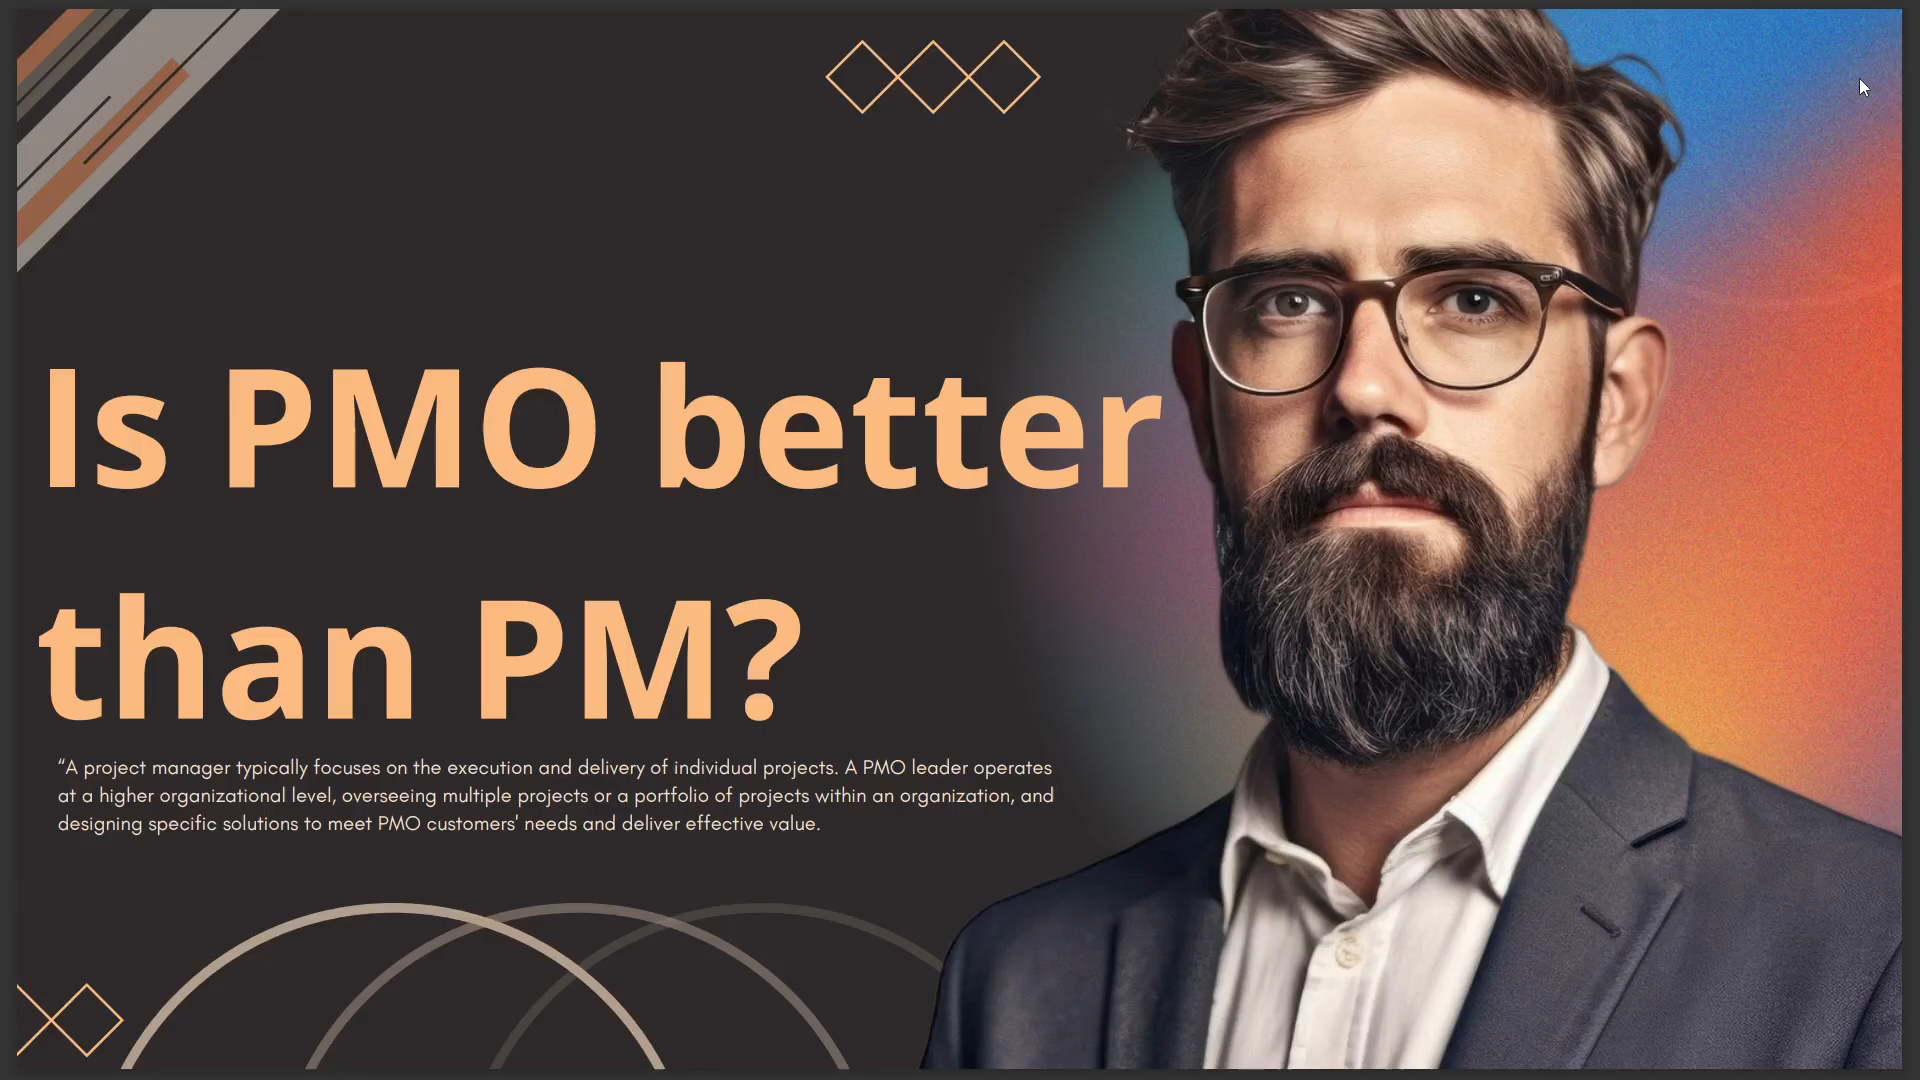 Is PMO better
than PM?
“A project manager typically focuses on the execution and delivery of individual projects. A PMO leader operates
at a higher organizational level, overseeing multiple projects or a portfolio of projects within an organization, and
designing specific solutions to meet PMO customers' needs and deliver effective value.